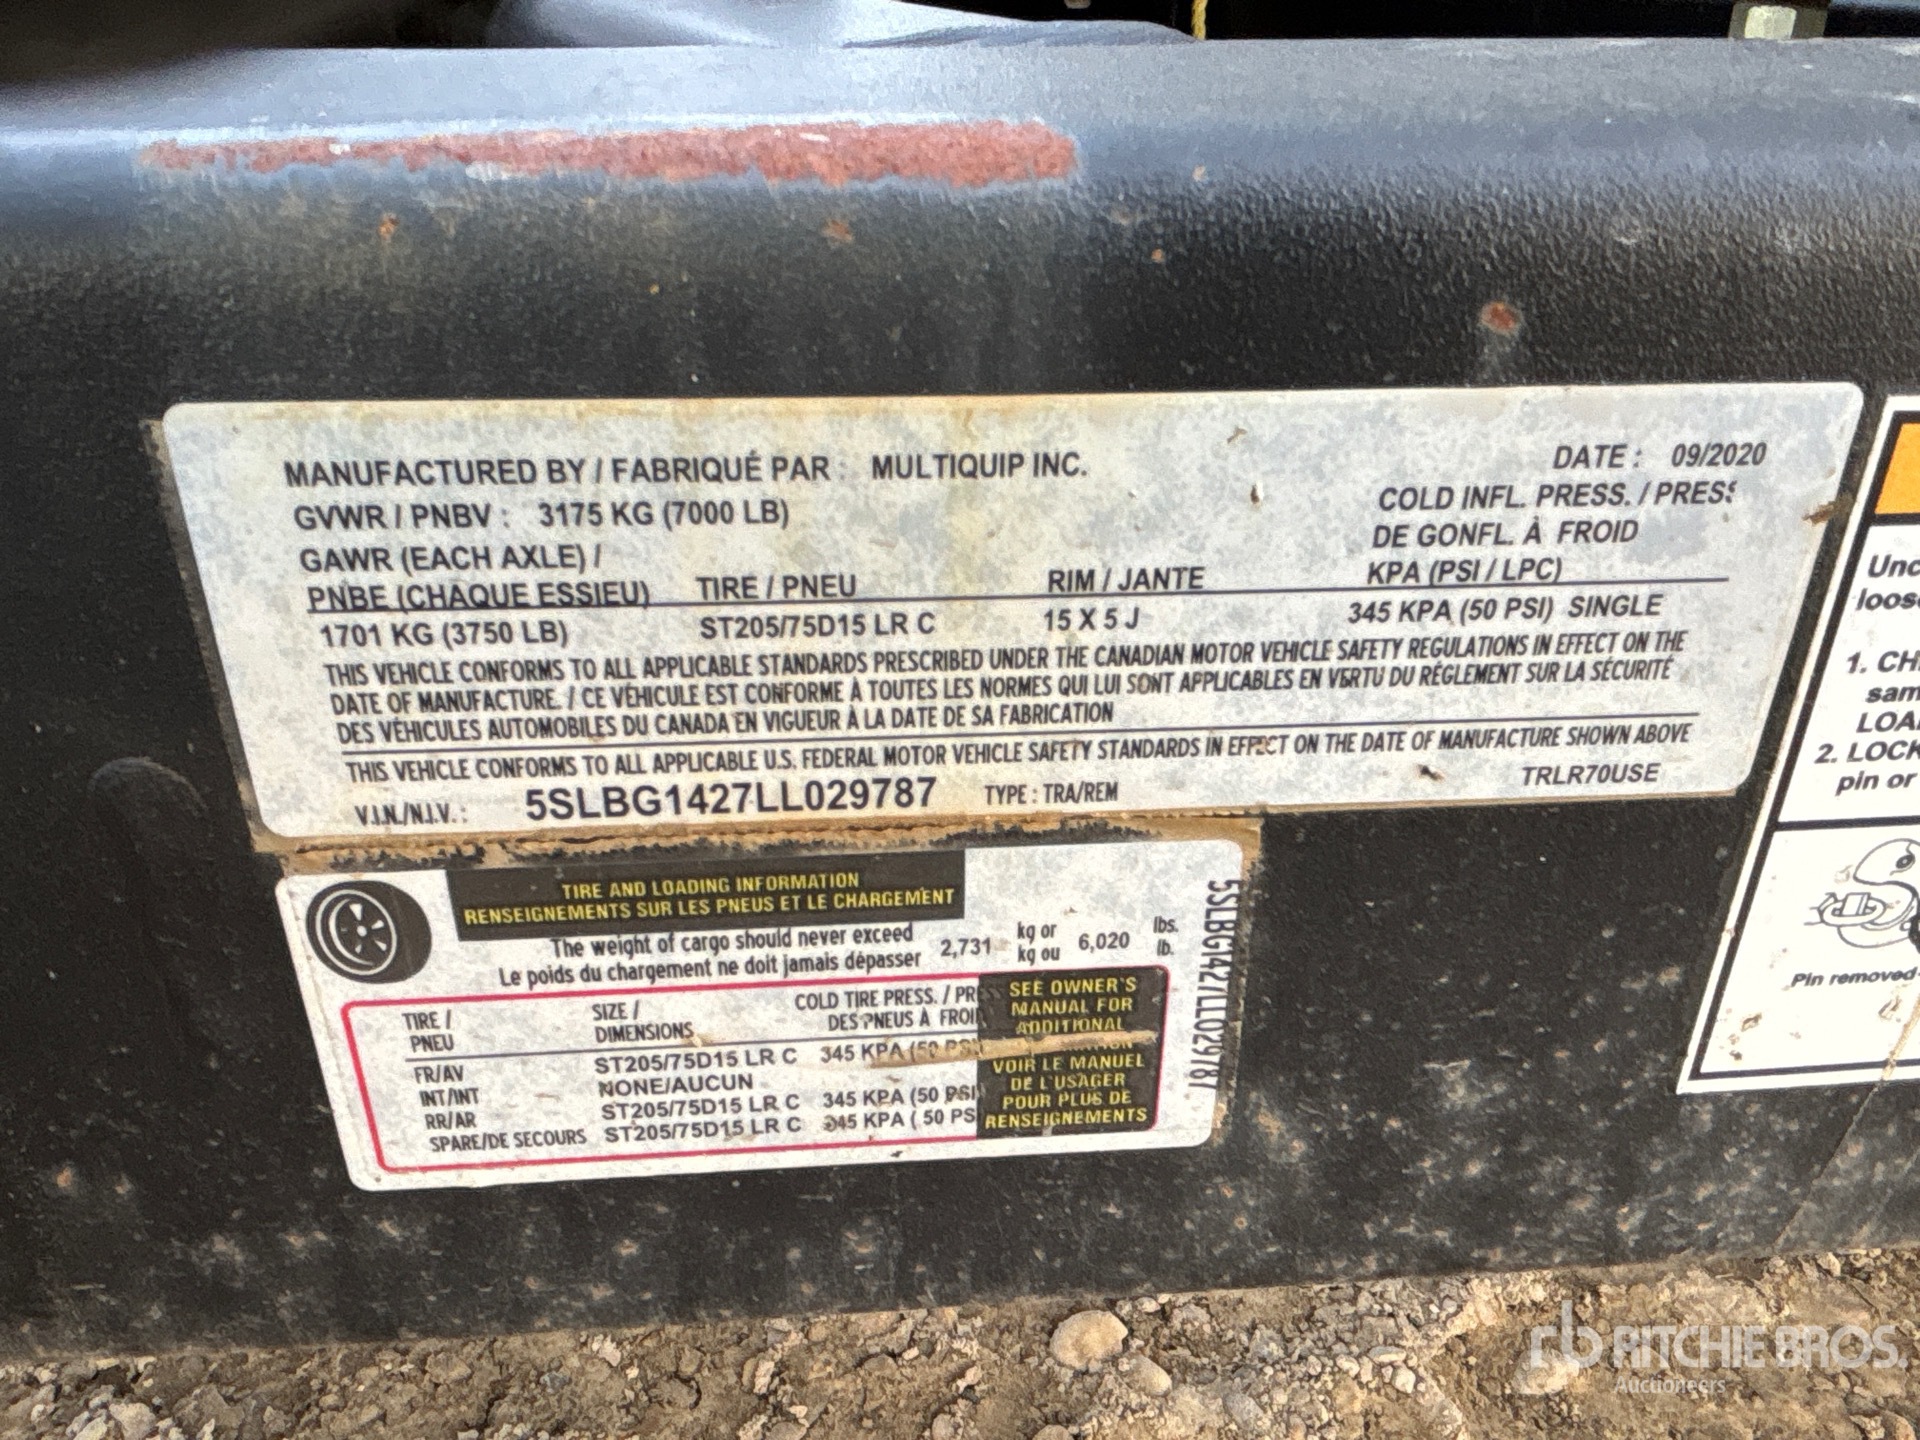 MANUFACTURED BY / FABRIQUÉ PAR : MULTIQUIP INC.
DATE : 09/2020
GVWR / PNBV : 3175 KG (7000 LB)
COLD INFL. PRESS. / PRESS
DE GONFL. À FROID
GAWR (EACH AXLE) /
PNBE (CHAQUE ESSIEU) TIRE / PNEU RIM / JANTE KPA (PSI / LPC)
1701 KG (3750 LB) ST205/75D15 LR C 15 X 5 J 345 KPA (50 PSI) SINGLE
THIS VEHICLE CONFORMS TO ALL APPLICABLE STANDARDS PRESCRIBED UNDER THE CANADIAN MOTOR VEHICLE SAFETY REGULATIONS IN EFFECT ON THE
DATE OF MANUFACTURE. / CE VÉHICULE EST CONFORME À TOUTES LES NORMES QUI LUI SONT APPLICABLES EN VERTU DU RÈGLEMENT SUR LA SÉCURITÉ
DES VÉHICULES AUTOMOBILES DU CANADA EN VIGUEUR À LA DATE DE SA FABRICATION
THIS VEHICLE CONFORMS TO ALL APPLICABLE U.S. FEDERAL MOTOR VEHICLE SAFETY STANDARDS IN EFFECT ON THE DATE OF MANUFACTURE SHOWN ABOVE
V.I.N./N.I.V. : 5SLBG1427LL029787 TYPE : TRA/REM TRLR70USE
TIRE AND LOADING INFORMATION
RENSEIGNEMENTS SUR LES PNEUS ET LE CHARGEMENT
The weight of cargo should never exceed 2,731 kg or 6,020 lbs.
Le poids du chargement ne doit jamais dépasser kg ou lb.
TIRE / SIZE / COLD TIRE PRESS. / PRE
PNEU DIMENSIONS DES PNEUS À FROI
FR/AV ST205/75D15 LR C 345 KPA (50 PSI
INT/INT NONE/AUCUN
RR/AR ST205/75D15 LR C 345 KPA (50 PSI
SPARE/DE SECOURS ST205/75D15 LR C 345 KPA ( 50 PS
SEE OWNER'S
MANUAL FOR
ADDITIONAL
VOIR LE MANUEL
DE L'USAGER
POUR PLUS DE
RENSEIGNEMENTS
5SLBG1427LL029787
Unc
loose
1. CH
sam
LOA
2. LOCK
pin or
Pin removed-
rb RITCHIE BROS.
Auctioneers